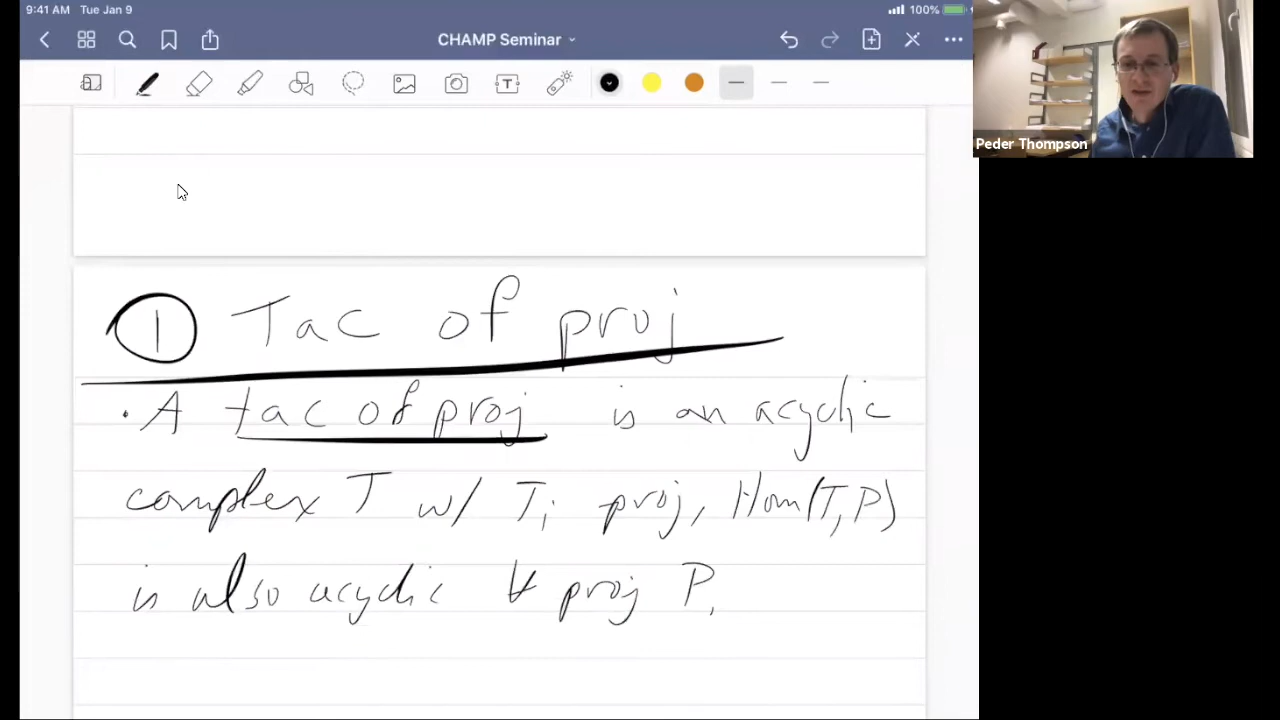 9:41 AM Tue Jan 9
100%
CHAMP Seminar
T
Peder Thompson
① Tac of proj
· A tac of proj is an acyclic
complex T w/ Tᵢ proj, Hom(T,P)
is also acyclic ∀ proj P.